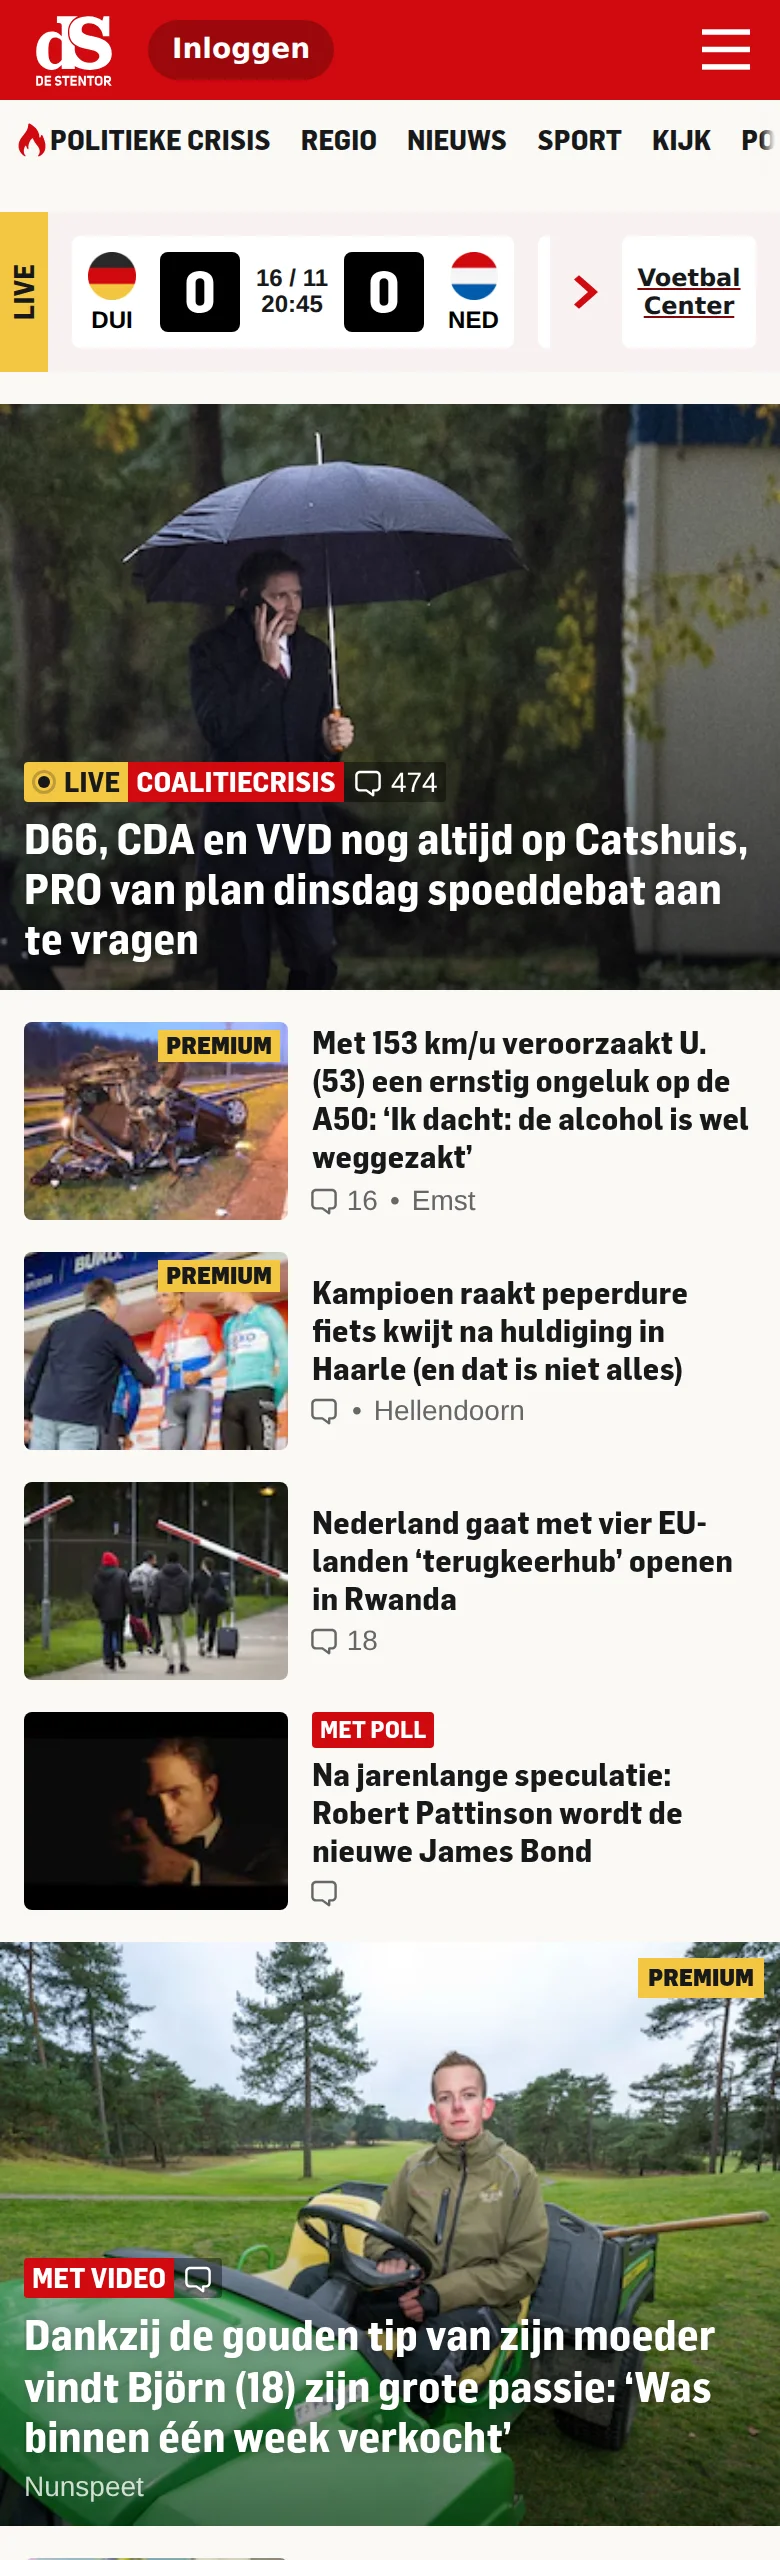 dS
DE STENTOR
Inloggen
POLITIEKE CRISIS REGIO NIEUWS SPORT KIJK PO
LIVE
DUI 0 16 / 11 20:45 0 NED
Voetbal
Center
LIVE COALITIECRISIS 474
D66, CDA en VVD nog altijd op Catshuis,
PRO van plan dinsdag spoeddebat aan
te vragen
PREMIUM
Met 153 km/u veroorzaakt U.
(53) een ernstig ongeluk op de
A50: ‘Ik dacht: de alcohol is wel
weggezakt’
16 • Emst
PREMIUM
Kampioen raakt peperdure
fiets kwijt na huldiging in
Haarle (en dat is niet alles)
• Hellendoorn
Nederland gaat met vier EU-
landen ‘terugkeerhub’ openen
in Rwanda
18
MET POLL
Na jarenlange speculatie:
Robert Pattinson wordt de
nieuwe James Bond
PREMIUM
MET VIDEO
Dankzij de gouden tip van zijn moeder
vindt Björn (18) zijn grote passie: ‘Was
binnen één week verkocht’
Nunspeet